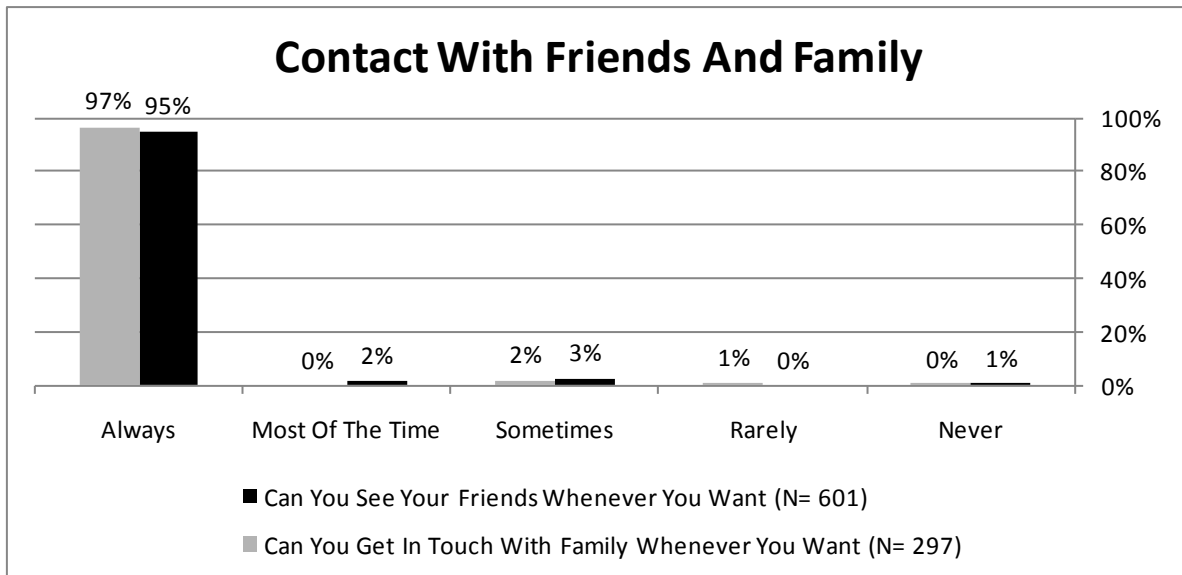 Contact With Friends And Family
97% 95%
100%
80%
60%
40%
20%
0%
0% 2% 2% 3% 1% 0% 0% 1%
Always Most Of The Time Sometimes Rarely Never
Can You See Your Friends Whenever You Want (N= 601)
Can You Get In Touch With Family Whenever You Want (N= 297)